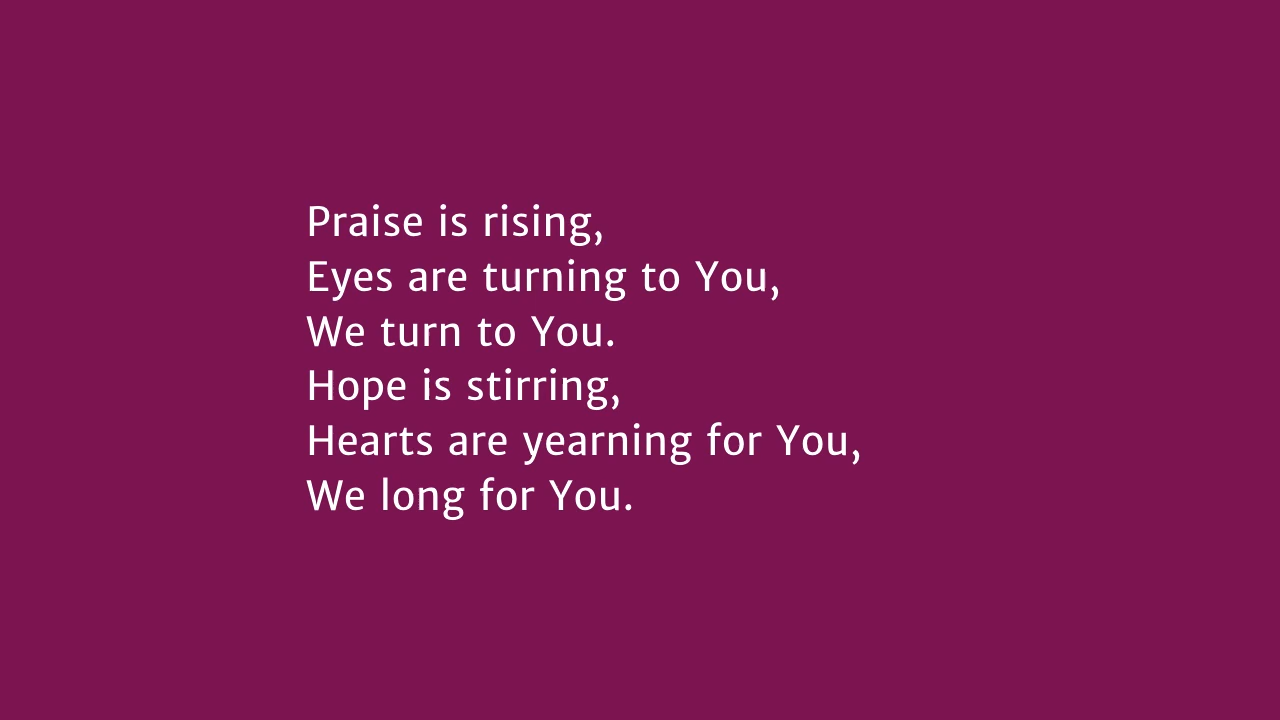 Praise is rising,
Eyes are turning to You,
We turn to You.
Hope is stirring,
Hearts are yearning for You,
We long for You.